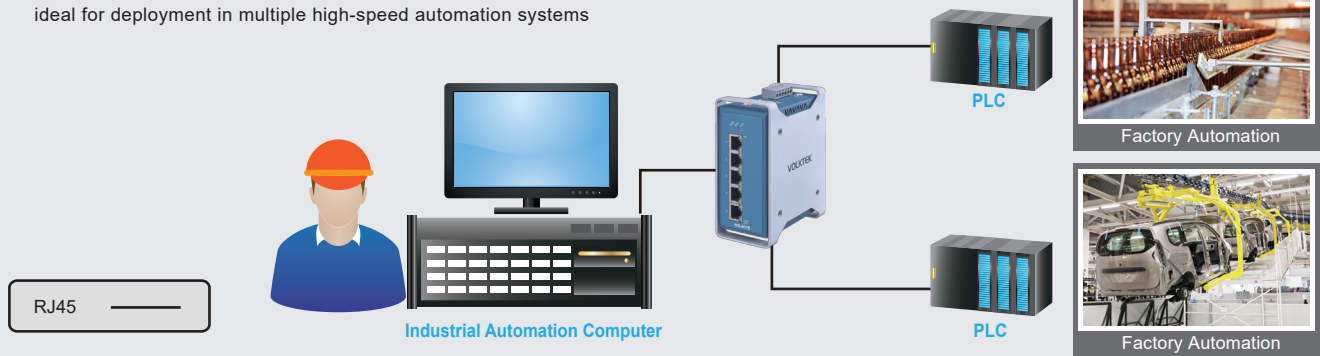 ideal for deployment in multiple high-speed automation systems
PLC
Factory Automation
VOLKTEK
RJ45
Industrial Automation Computer
PLC
Factory Automation